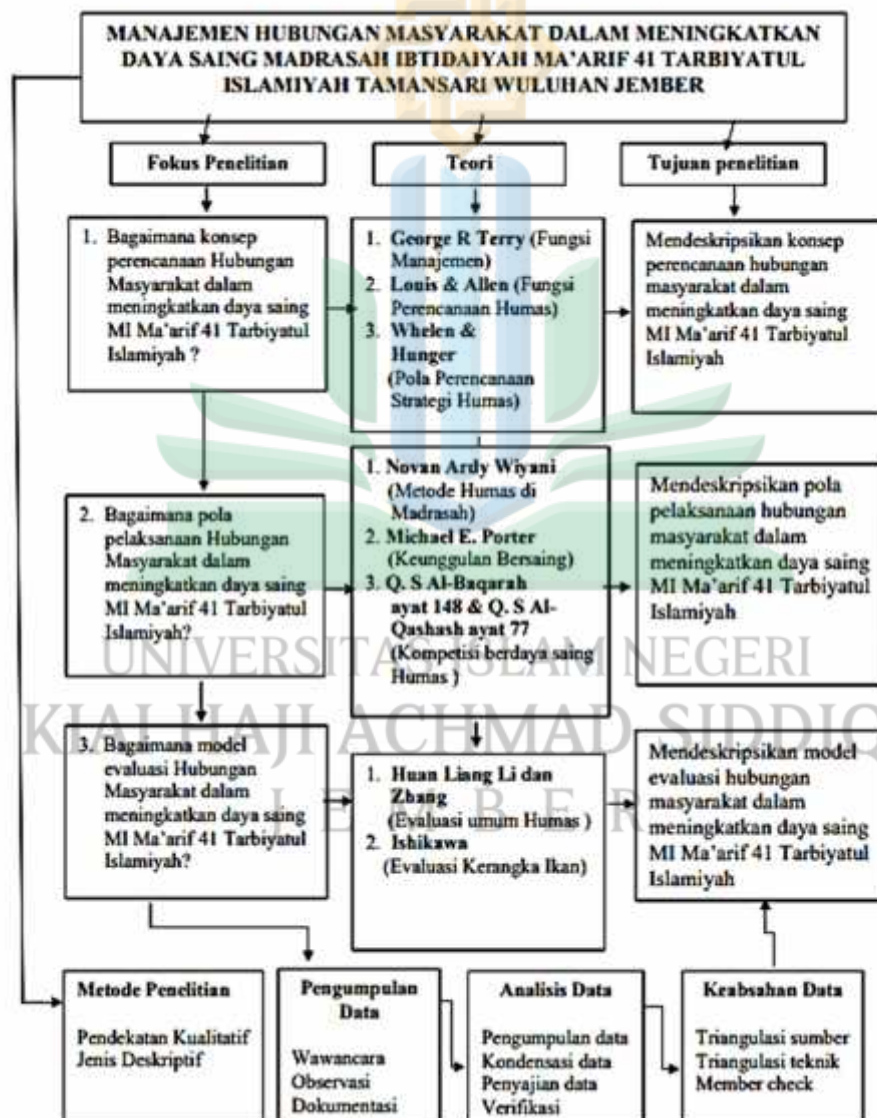 MANAJEMEN HUBUNGAN MASYARAKAT DALAM MENINGKATKAN
DAYA SAING MADRASAH IBTIDAIYAH MA'ARIF 41 TARBIYATUL
ISLAMIYAH TAMANSARI WULUHAN JEMBER
Fokus Penelitian
Teori
Tujuan penelitian
1. Bagaimana konsep
perencanaan Hubungan
Masyarakat dalam
meningkatkan daya saing
MI Ma'arif 41 Tarbiyatul
Islamiyah ?
1. George R Terry (Fungsi
Manajemen)
2. Louis & Allen (Fungsi
Perencanaan Humas)
3. Whelen &
Hunger
(Pola Perencanaan
Strategi Humas)
Mendeskripsikan konsep
perencanaan hubungan
masyarakat dalam
meningkatkan daya saing
MI Ma'arif 41 Tarbiyatul
Islamiyah
2. Bagaimana pola
pelaksanaan Hubungan
Masyarakat dalam
meningkatkan daya saing
MI Ma'arif 41 Tarbiyatul
Islamiyah?
1. Novan Ardy Wiyani
(Metode Humas di
Madrasah)
2. Michael E. Porter
(Keunggulan Bersaing)
3. Q. S Al-Baqarah
ayat 148 & Q. S Al-
Qashash ayat 77
(Kompetisi berdaya saing
Humas )
Mendeskripsikan pola
pelaksanaan hubungan
masyarakat dalam
meningkatkan daya saing
MI Ma'arif 41 Tarbiyatul
Islamiyah
UNIVERSITAS ISLAM NEGERI
KIAI HAJI ACHMAD SIDDIQ
JEMBER
3. Bagaimana model
evaluasi Hubungan
Masyarakat dalam
meningkatkan daya saing
MI Ma'arif 41 Tarbiyatul
Islamiyah?
1. Huan Liang Li dan
Zhang
(Evaluasi umum Humas )
2. Ishikawa
(Evaluasi Kerangka Ikan)
Mendeskripsikan model
evaluasi hubungan
masyarakat dalam
meningkatkan daya saing
MI Ma'arif 41 Tarbiyatul
Islamiyah
Metode Penelitian
Pendekatan Kualitatif
Jenis Deskriptif
Pengumpulan
Data
Wawancara
Observasi
Dokumentasi
Analisis Data
Pengumpulan data
Kondensasi data
Penyajian data
Verifikasi
Keabsahan Data
Triangulasi sumber
Triangulasi teknik
Member check